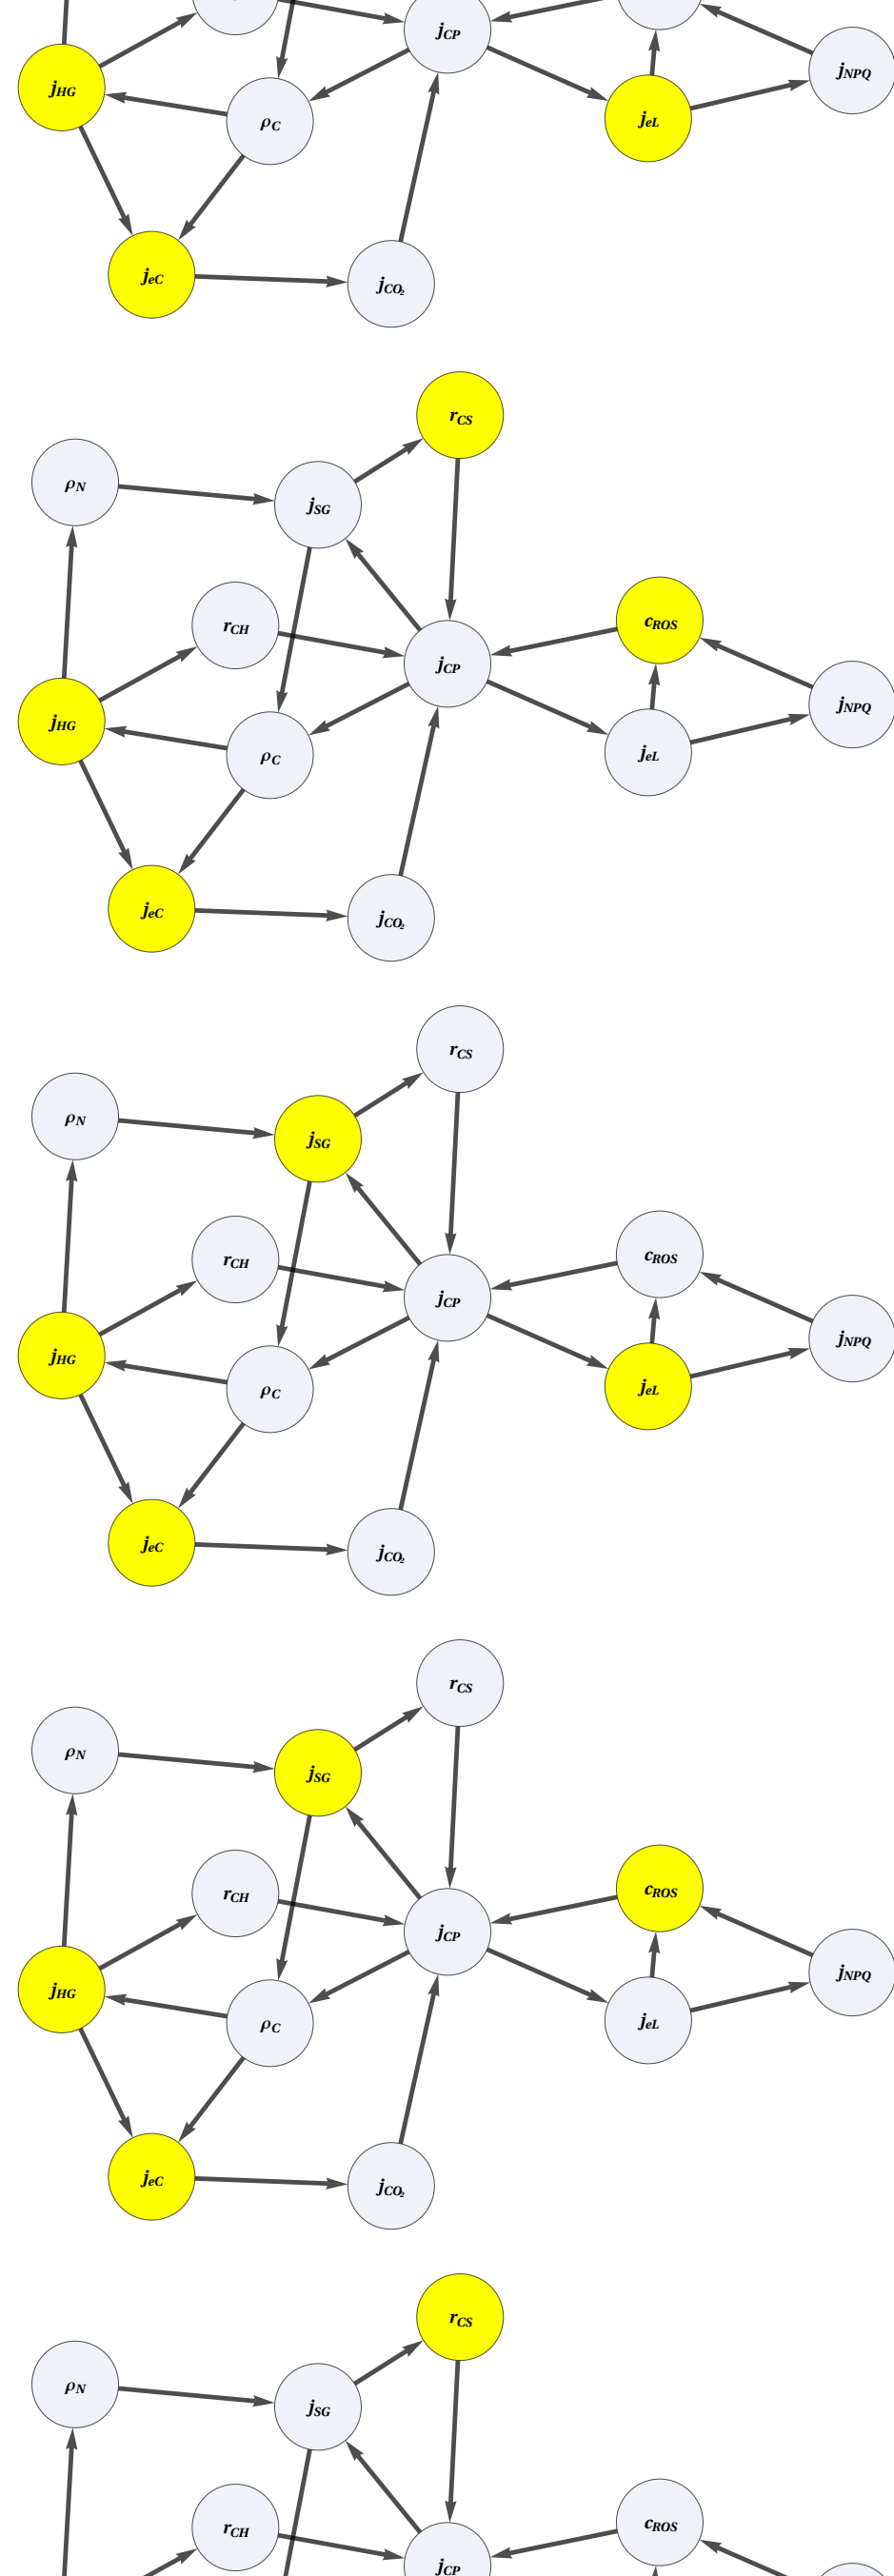 j_CP
j_NPQ
j_HG
j_eL
ρ_C
j_eC
j_CO₂
r_CS
ρ_N
j_SG
c_ROS
r_CH
j_CP
j_NPQ
j_HG
j_eL
ρ_C
j_eC
j_CO₂
r_CS
ρ_N
j_SG
c_ROS
r_CH
j_CP
j_NPQ
j_HG
j_eL
ρ_C
j_eC
j_CO₂
r_CS
ρ_N
j_SG
c_ROS
r_CH
j_CP
j_NPQ
j_HG
j_eL
ρ_C
j_eC
j_CO₂
r_CS
ρ_N
j_SG
c_ROS
r_CH
j_CP